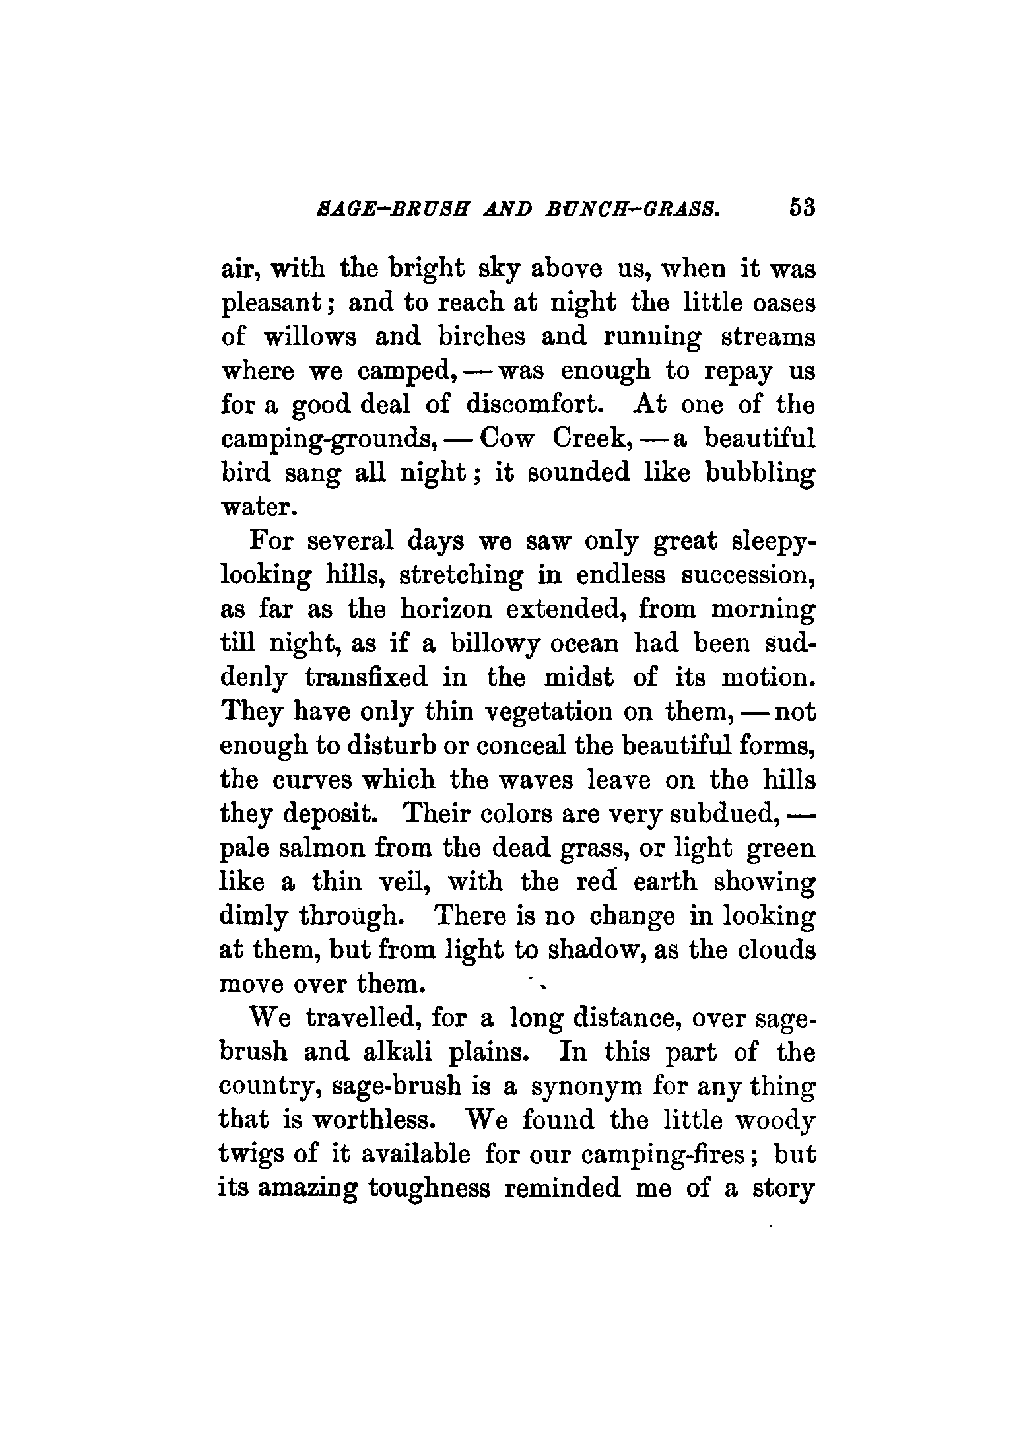 SAGE-BRUSH AND BUNCH-GRASS. 53
air, with the bright sky above us, when it was
pleasant; and to reach at night the little oases
of willows and birches and running streams
where we camped, — was enough to repay us
for a good deal of discomfort. At one of the
camping-grounds, — Cow Creek, — a beautiful
bird sang all night; it sounded like bubbling
water.
For several days we saw only great sleepy-
looking hills, stretching in endless succession,
as far as the horizon extended, from morning
till night, as if a billowy ocean had been sud-
denly transfixed in the midst of its motion.
They have only thin vegetation on them, — not
enough to disturb or conceal the beautiful forms,
the curves which the waves leave on the hills
they deposit. Their colors are very subdued, —
pale salmon from the dead grass, or light green
like a thin veil, with the red earth showing
dimly through. There is no change in looking
at them, but from light to shadow, as the clouds
move over them.
We travelled, for a long distance, over sage-
brush and alkali plains. In this part of the
country, sage-brush is a synonym for any thing
that is worthless. We found the little woody
twigs of it available for our camping-fires; but
its amazing toughness reminded me of a story